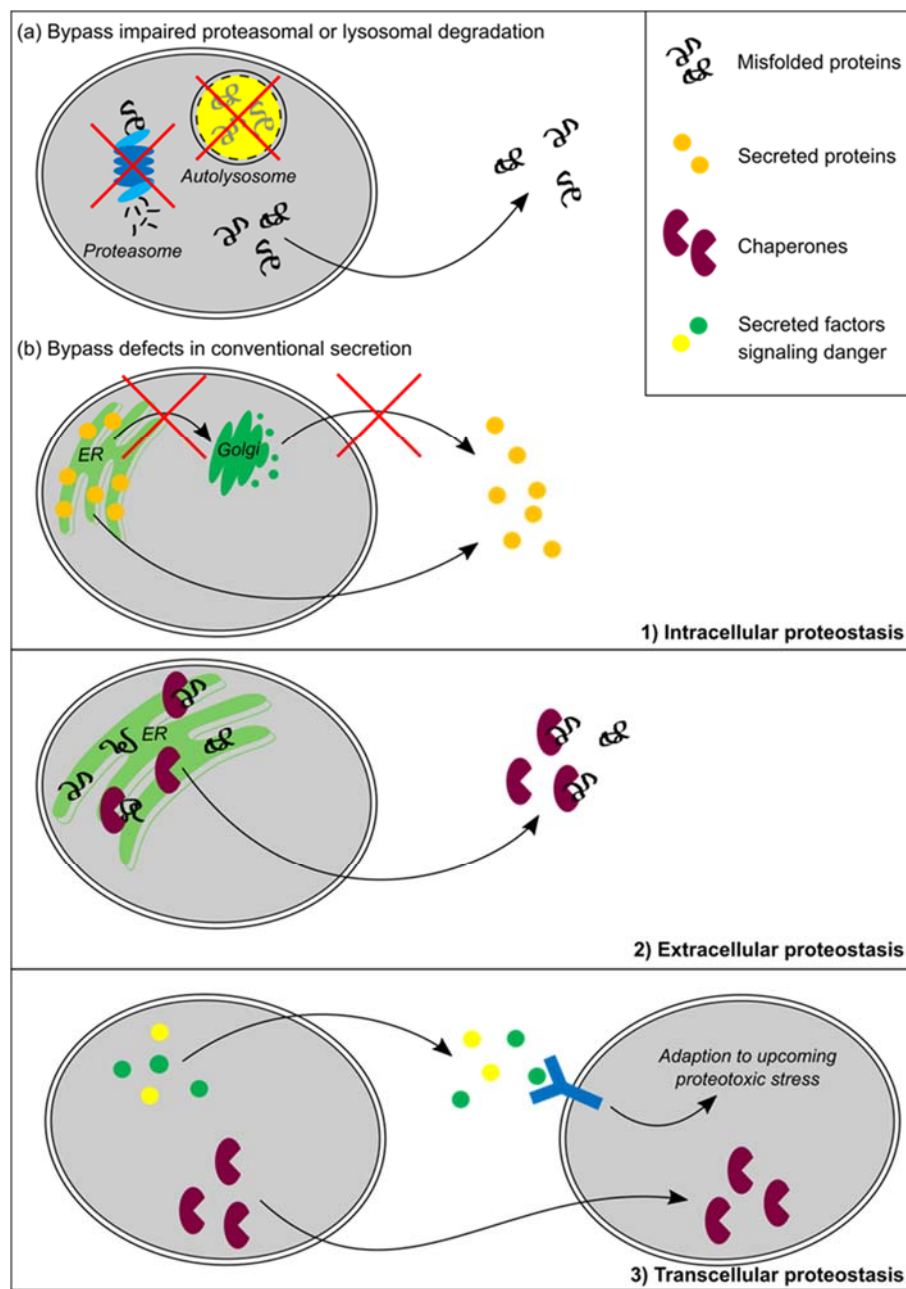 (a) Bypass impaired proteasomal or lysosomal degradation
Autolysosome
Proteasome
Misfolded proteins
Secreted proteins
Chaperones
Secreted factors
signaling danger
(b) Bypass defects in conventional secretion
ER
Golgi
1) Intracellular proteostasis
ER
2) Extracellular proteostasis
Adaption to upcoming
proteotoxic stress
3) Transcellular proteostasis